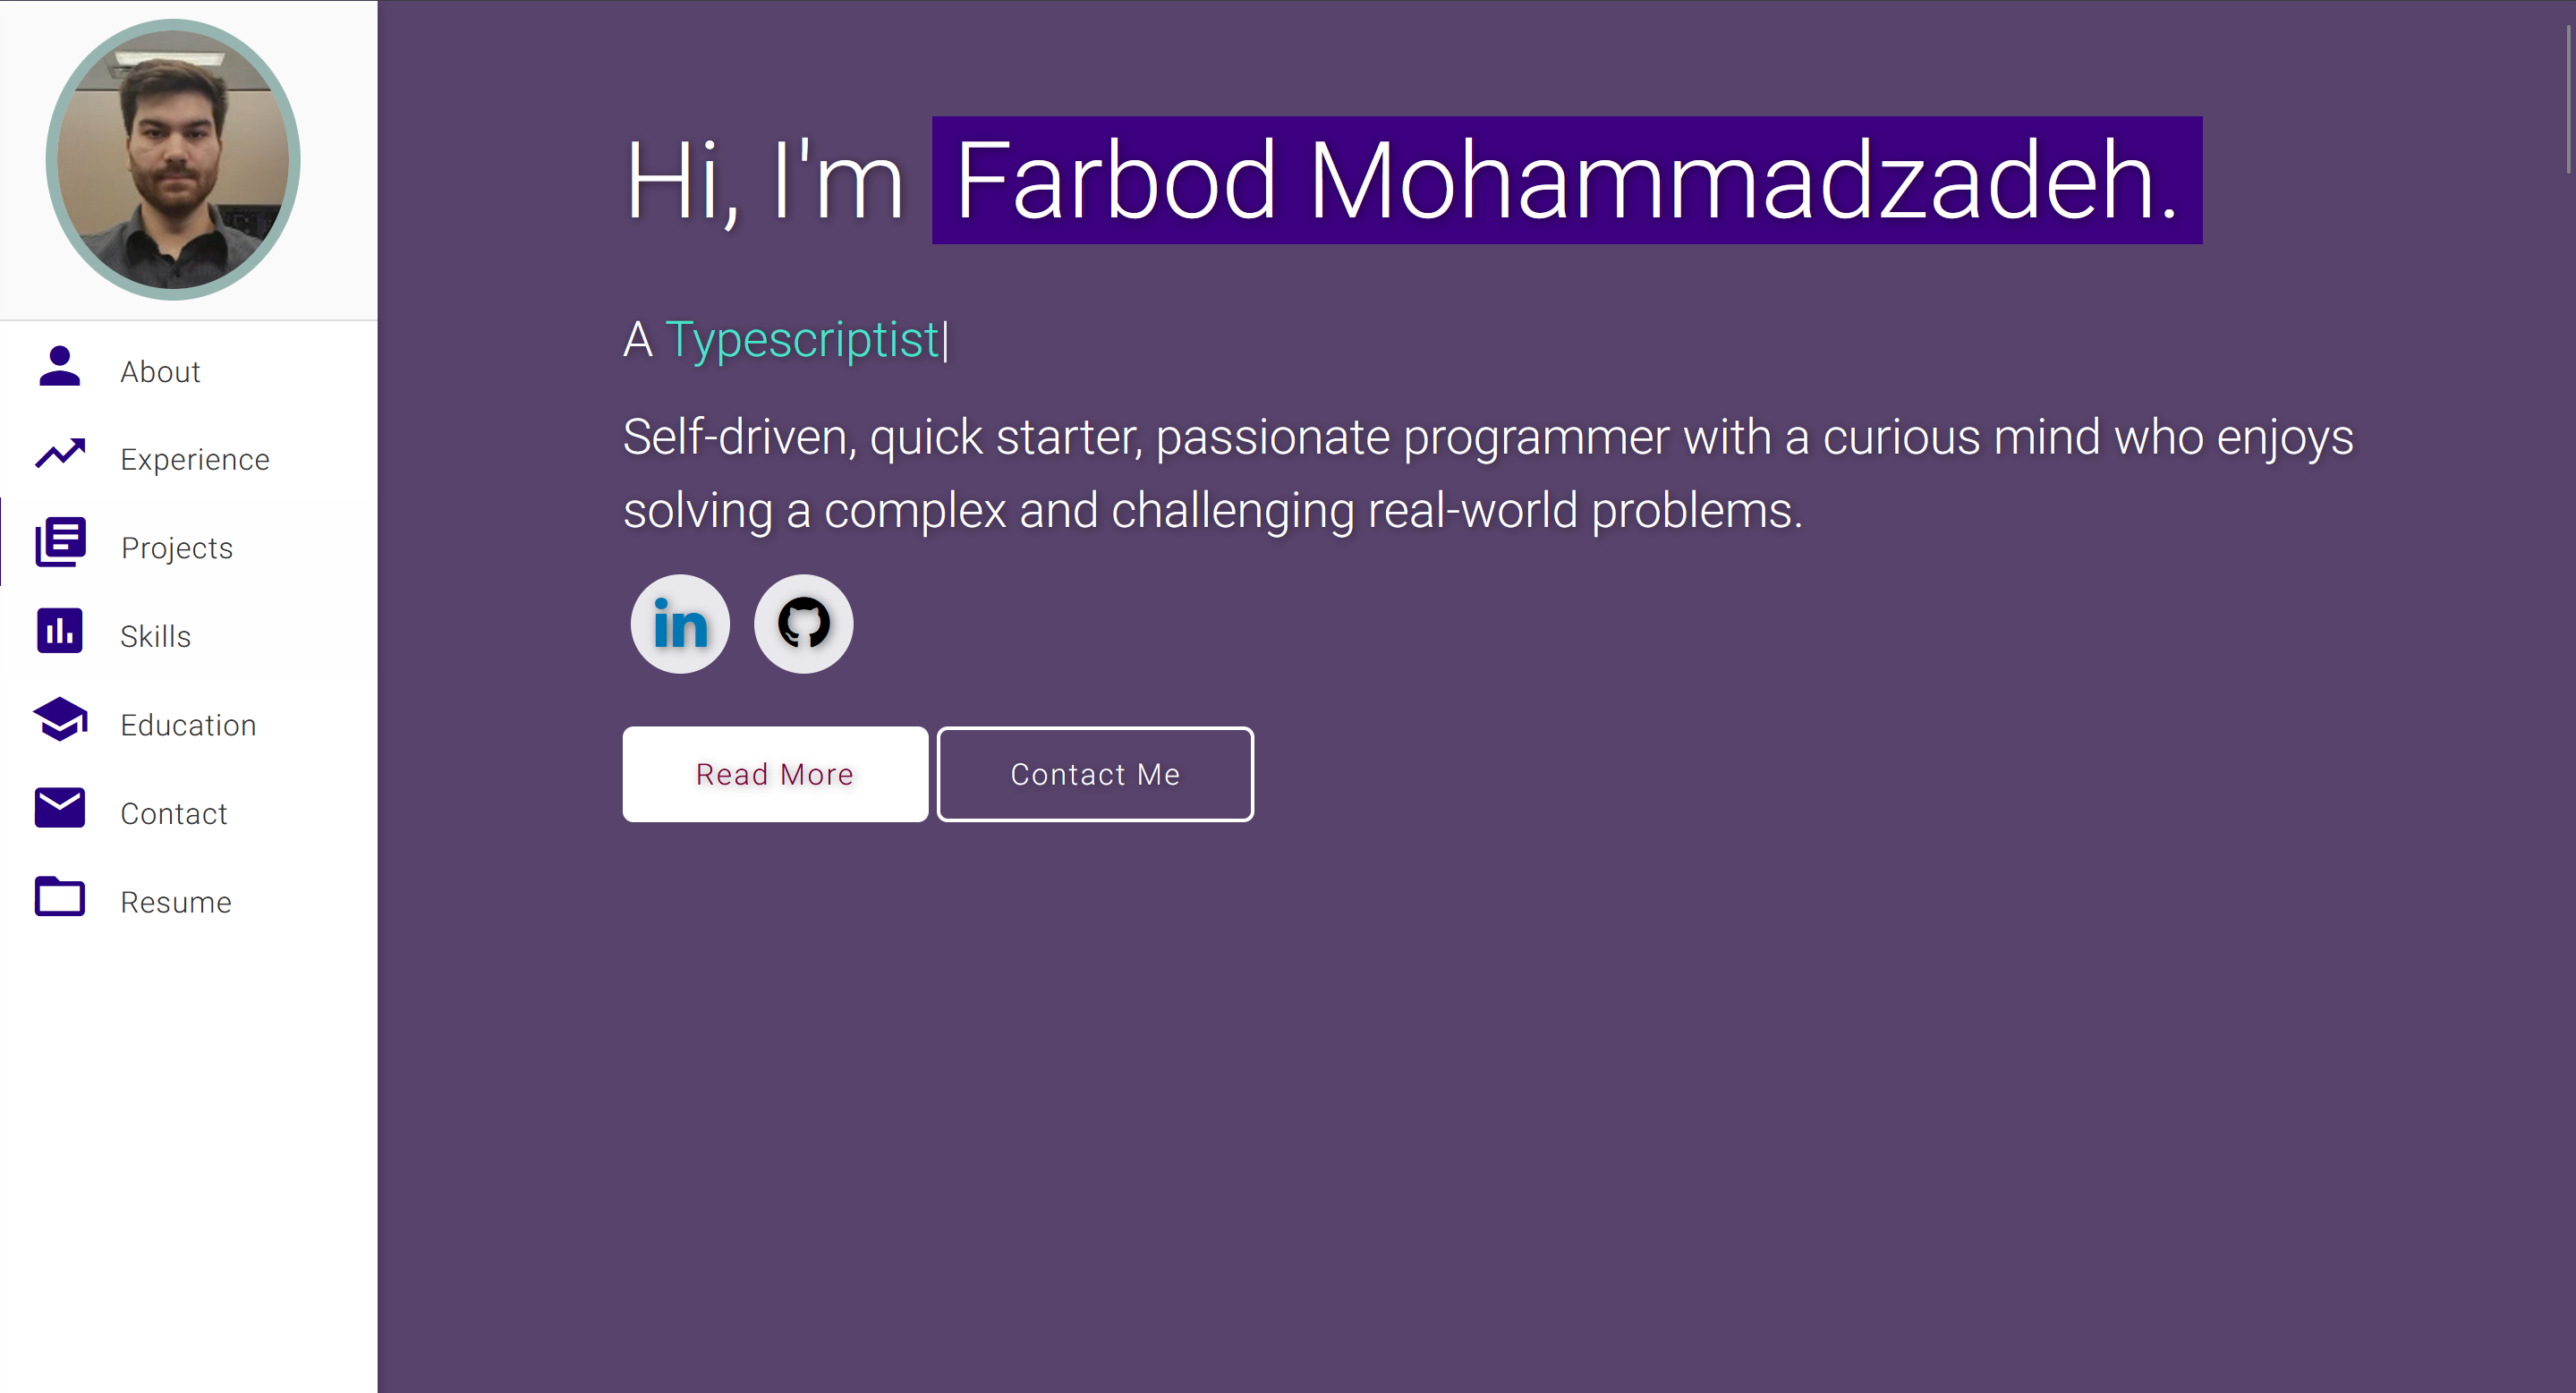 About
Experience
Projects
Skills
Education
Contact
Resume
Hi, I'm Farbod Mohammadzadeh.
A Typescriptist|
Self-driven, quick starter, passionate programmer with a curious mind who enjoys
solving a complex and challenging real-world problems.
in
Read More
Contact Me